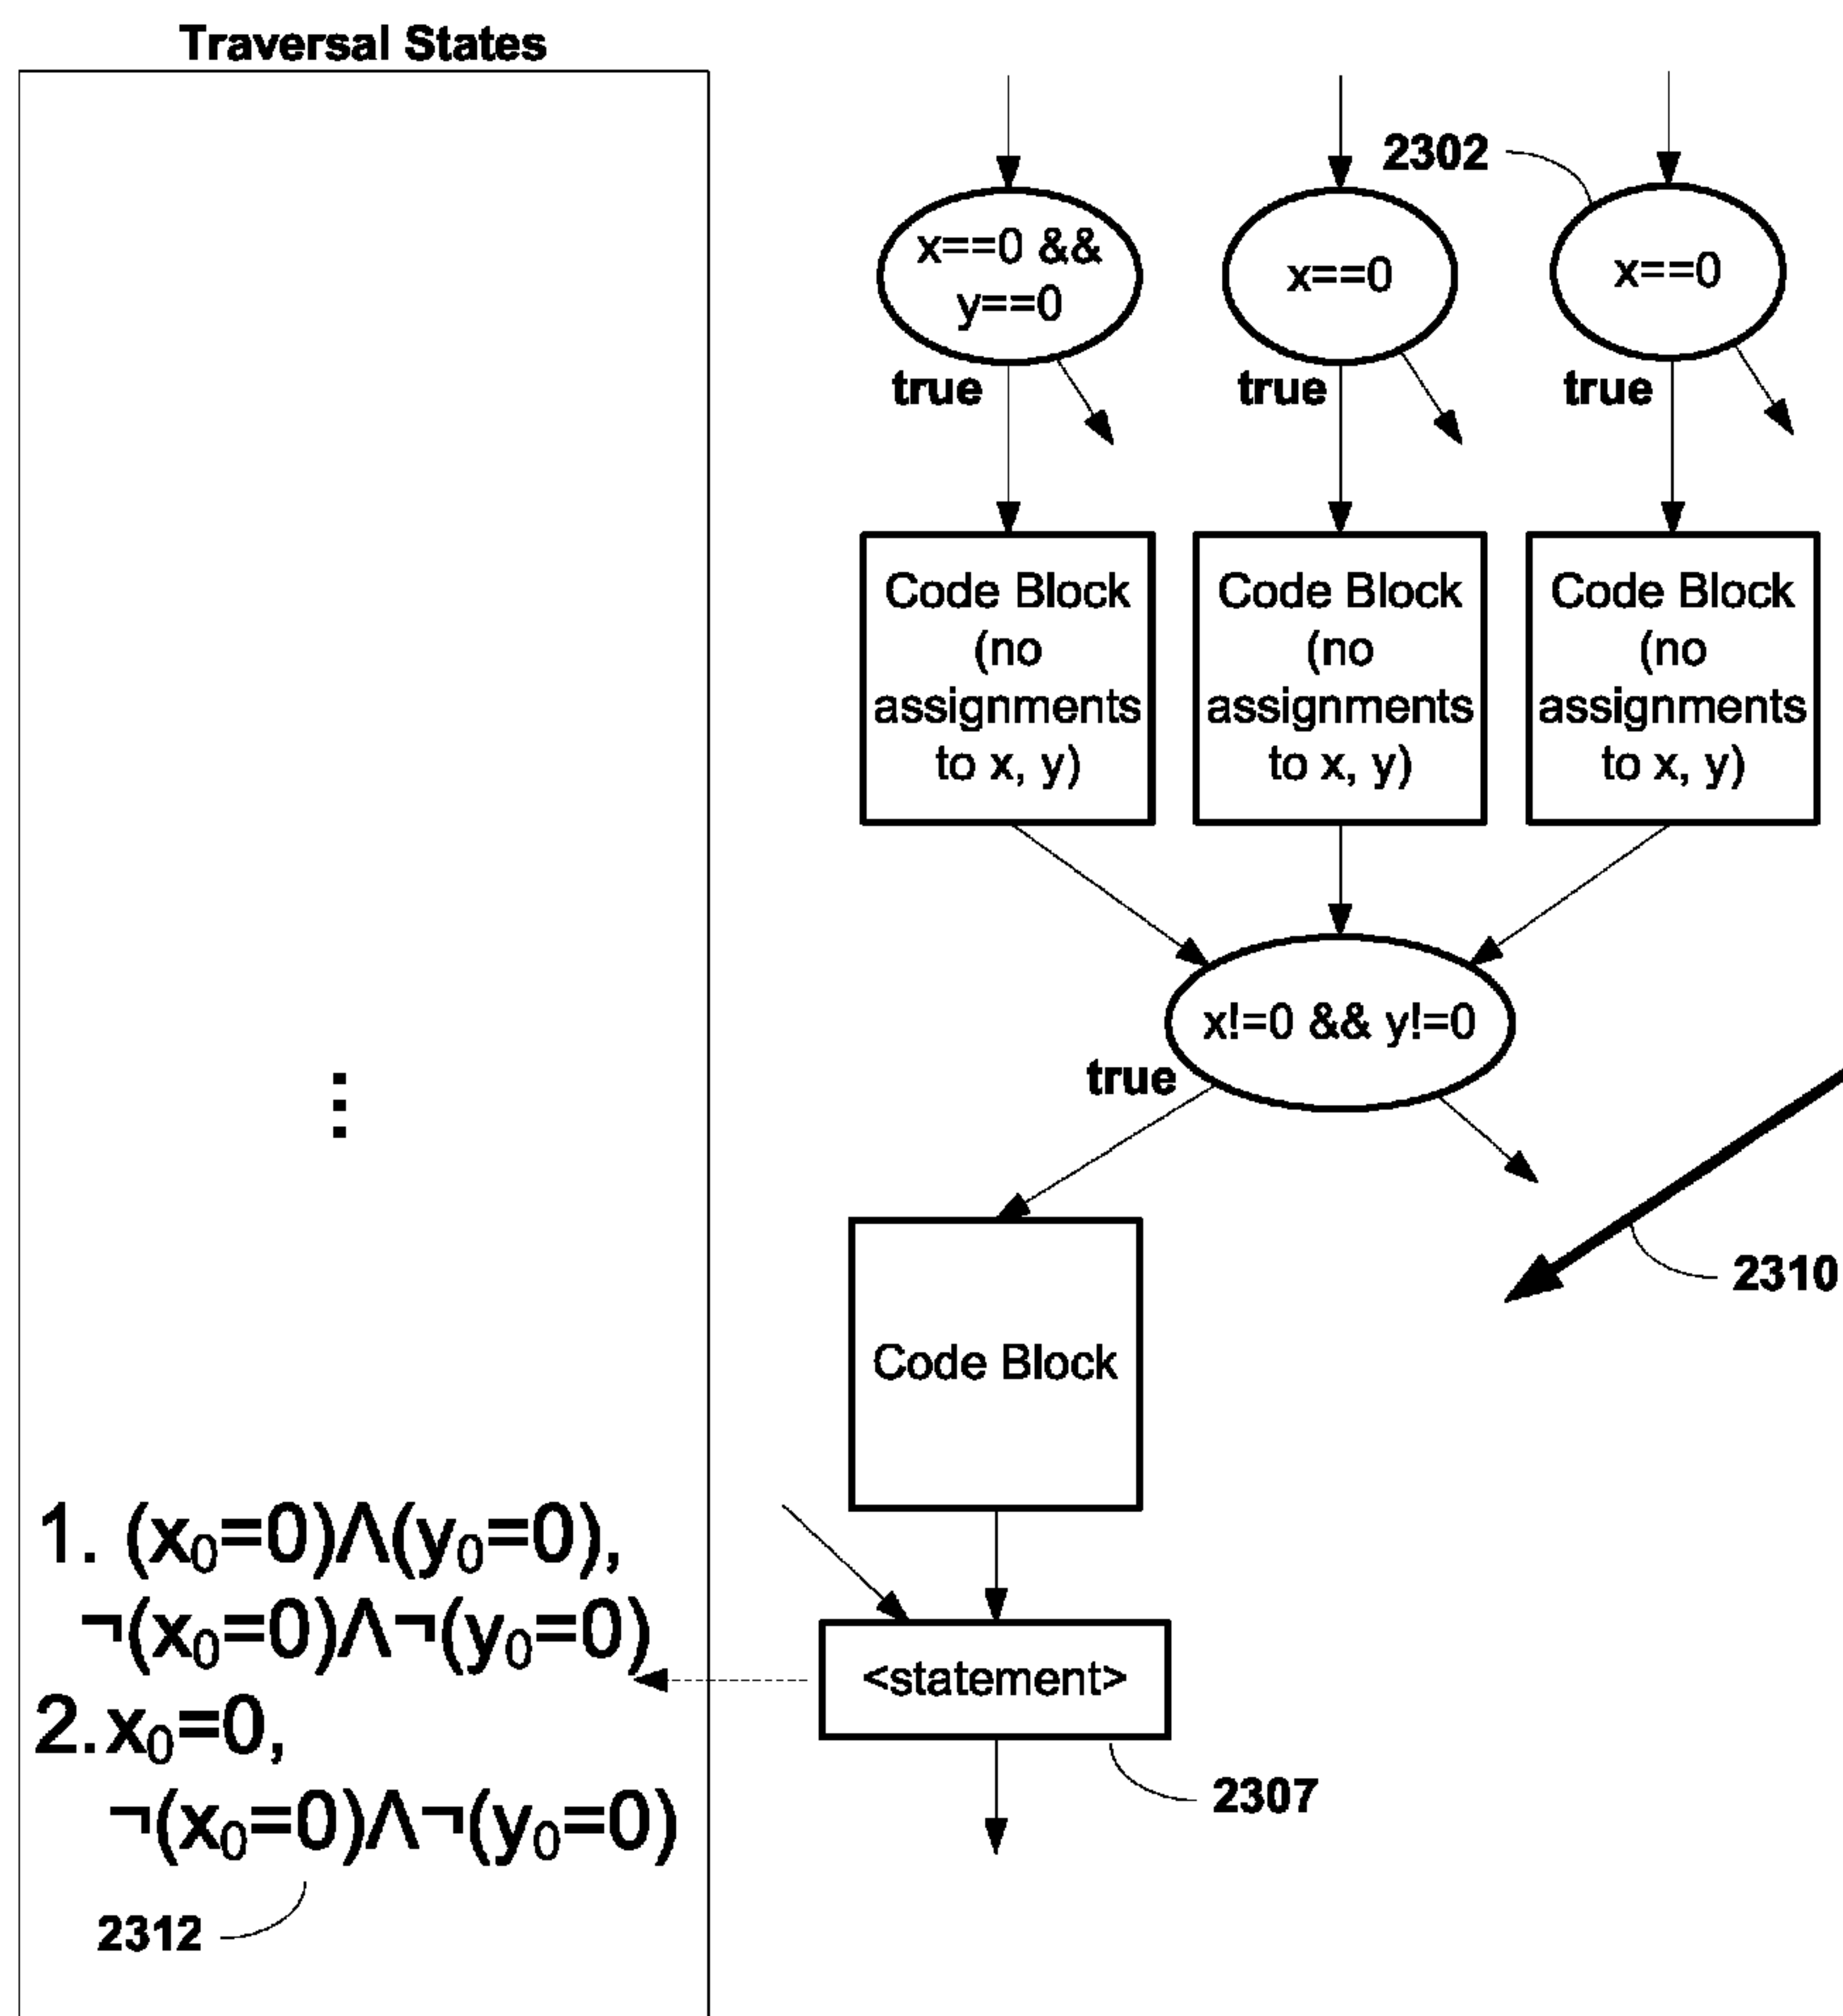 Traversal States
2302
x==0 &&
y==0
x==0
x==0
true
true
true
Code Block
(no
assignments
to x, y)
Code Block
(no
assignments
to x, y)
Code Block
(no
assignments
to x, y)
x!=0 && y!=0
true
2310
Code Block
1. (x₀=0)Λ(y₀=0),
¬(x₀=0)Λ¬(y₀=0)
<statement>
2. x₀=0,
¬(x₀=0)Λ¬(y₀=0)
2307
2312